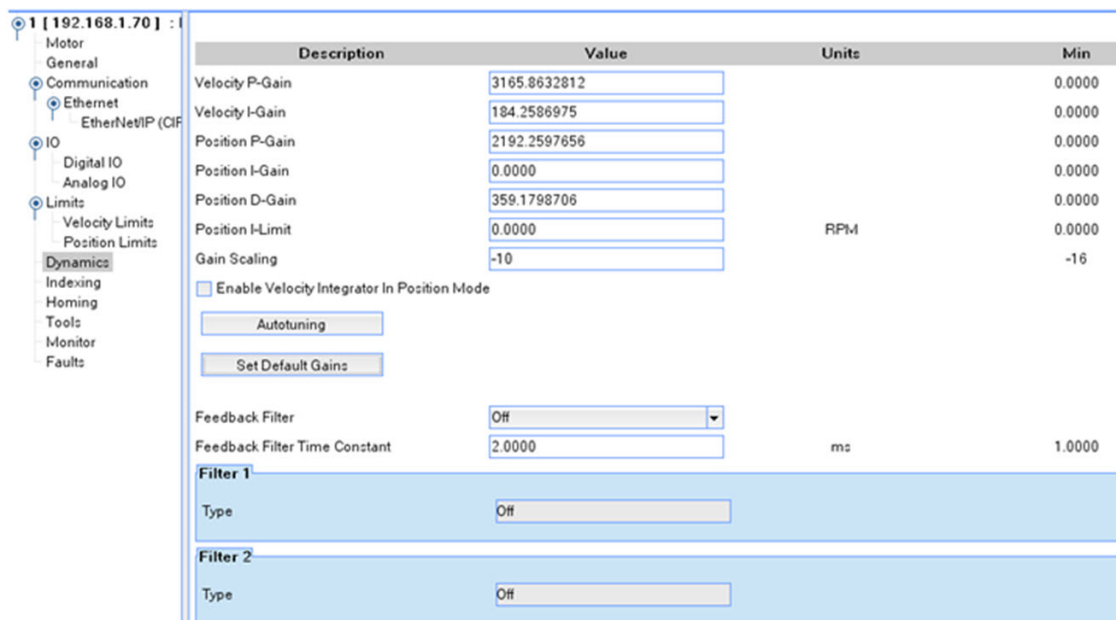 1 [ 192.168.1.70 ] :
Motor
General
Communication
Ethernet
EtherNet/IP (CIP
IO
Digital IO
Analog IO
Limits
Velocity Limits
Position Limits
Dynamics
Indexing
Homing
Tools
Monitor
Faults
Description Value Units Min
Velocity P-Gain 3165.8632812 0.0000
Velocity I-Gain 184.2586975 0.0000
Position P-Gain 2192.2597656 0.0000
Position I-Gain 0.0000 0.0000
Position D-Gain 359.1798706 0.0000
Position I-Limit 0.0000 RPM 0.0000
Gain Scaling -10 -16
Enable Velocity Integrator In Position Mode
Autotuning
Set Default Gains
Feedback Filter Off
Feedback Filter Time Constant 2.0000 ms 1.0000
Filter 1
Type Off
Filter 2
Type Off